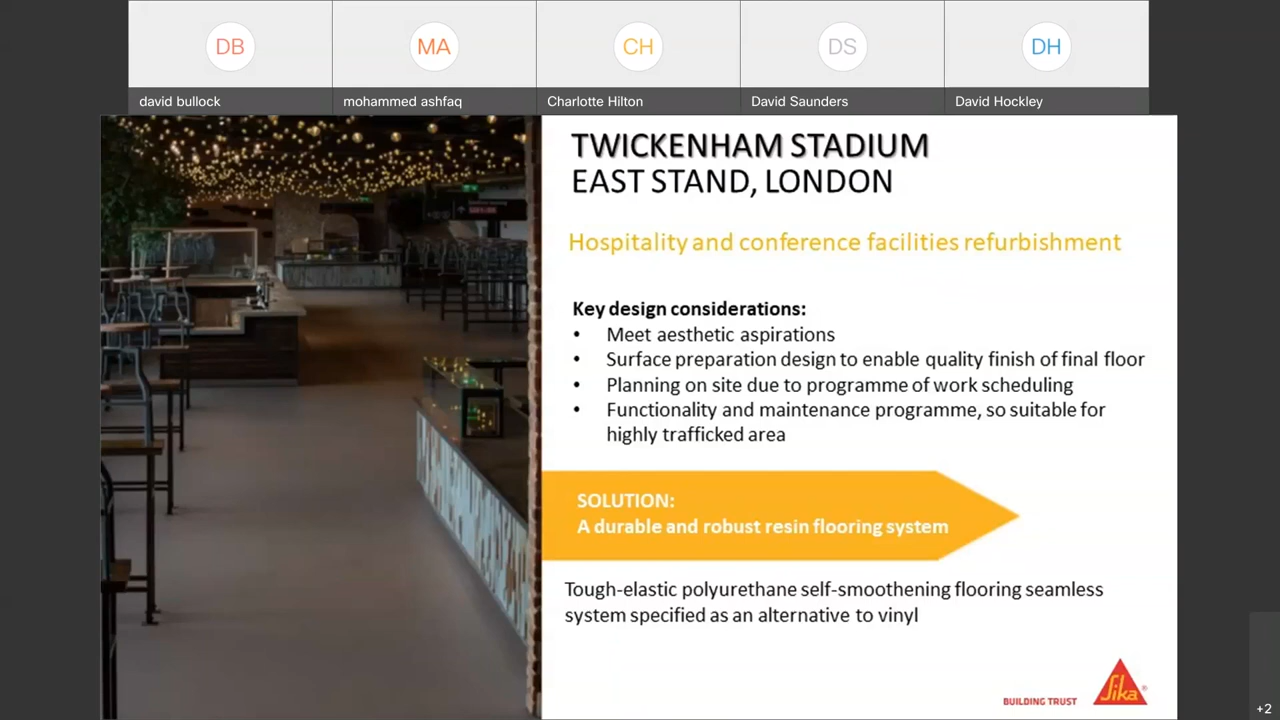 DB
MA
CH
DS
DH
david bullock
mohammed ashfaq
Charlotte Hilton
David Saunders
David Hockley
TWICKENHAM STADIUM
EAST STAND, LONDON
Hospitality and conference facilities refurbishment
Key design considerations:
• Meet aesthetic aspirations
• Surface preparation design to enable quality finish of final floor
• Planning on site due to programme of work scheduling
• Functionality and maintenance programme, so suitable for
highly trafficked area
SOLUTION:
A durable and robust resin flooring system
Tough-elastic polyurethane self-smoothening flooring seamless
system specified as an alternative to vinyl
BUILDING TRUST
Sika®
+2